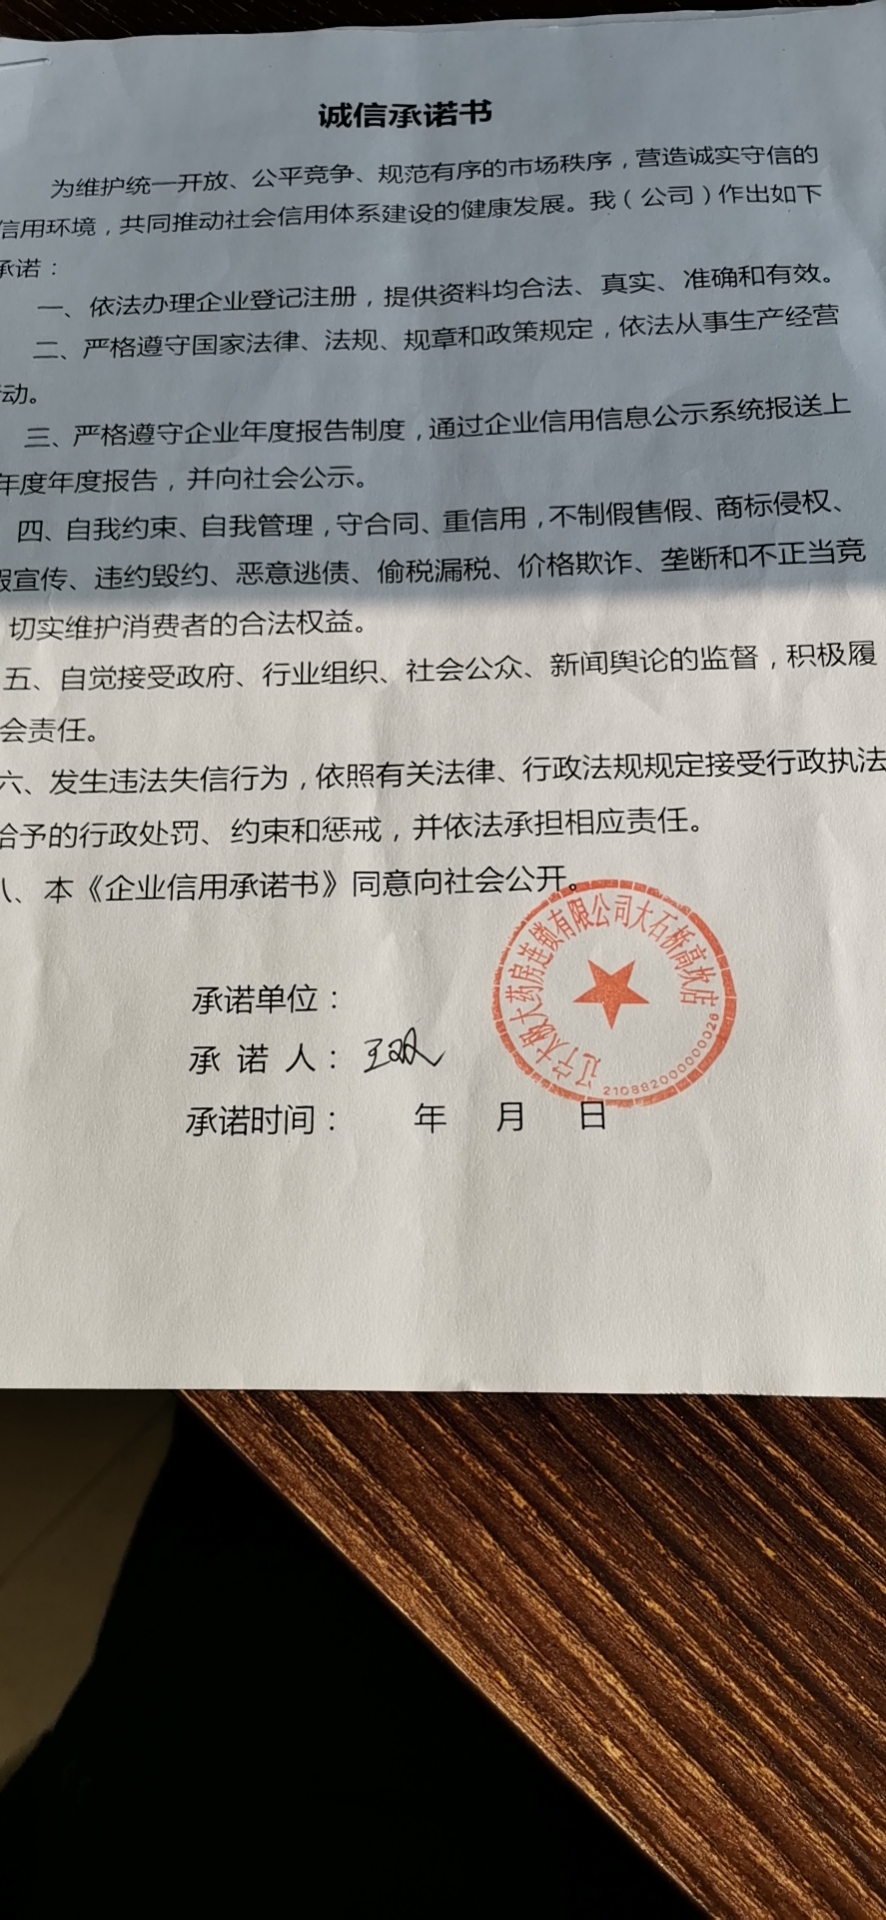 诚信承诺书
为维护统一开放、公平竞争、规范有序的市场秩序，营造诚实守信的
信用环境，共同推动社会信用体系建设的健康发展。我（公司）作出如下
承诺：
一、依法办理企业登记注册，提供资料均合法、真实、准确和有效。
二、严格遵守国家法律、法规、规章和政策规定，依法从事生产经营
动。
三、严格遵守企业年度报告制度，通过企业信用信息公示系统报送上
年度年度报告，并向社会公示。
四、自我约束、自我管理，守合同、重信用，不制假售假、商标侵权、
假宣传、违约毁约、恶意逃债、偷税漏税、价格欺诈、垄断和不正当竞
切实维护消费者的合法权益。
五、自觉接受政府、行业组织、社会公众、新闻舆论的监督，积极履
会责任。
六、发生违法失信行为，依照有关法律、行政法规规定接受行政执法
给予的行政处罚、约束和惩戒，并依法承担相应责任。
八、本《企业信用承诺书》同意向社会公开。
承诺单位：
承 诺 人：王双
承诺时间： 年 月 日
辽宁太极大药房连锁有限公司大石桥高坎店